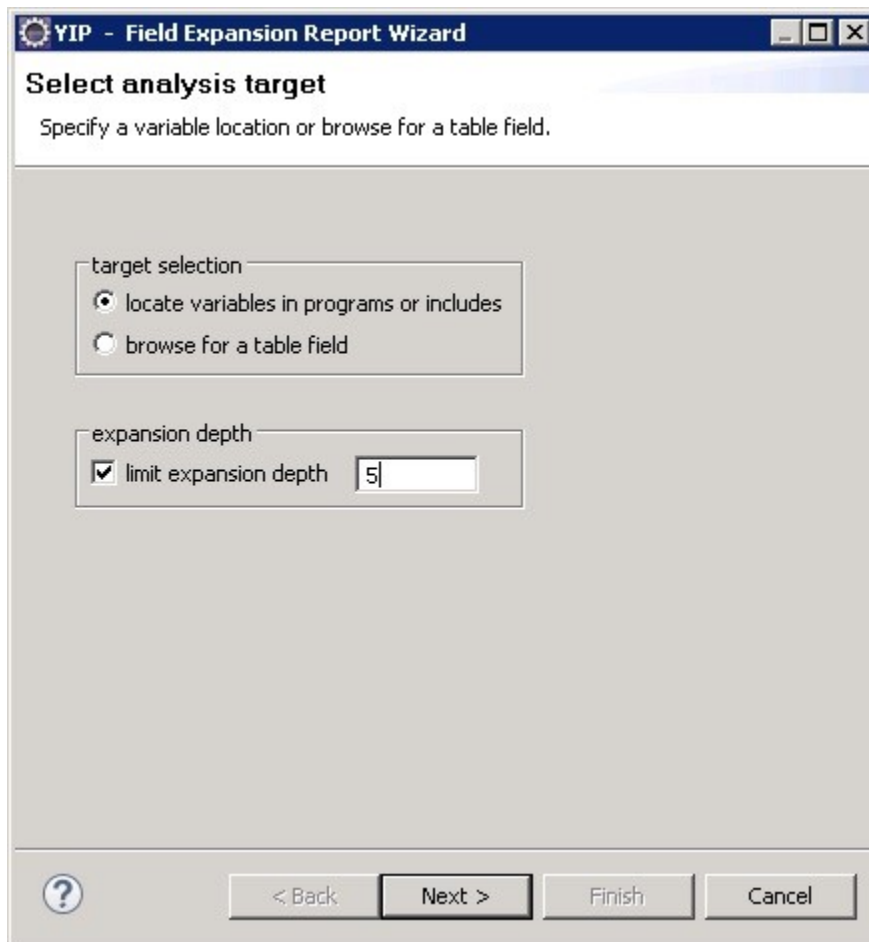 YIP - Field Expansion Report Wizard
Select analysis target
Specify a variable location or browse for a table field.
target selection
locate variables in programs or includes
browse for a table field
expansion depth
limit expansion depth 5
? < Back Next > Finish Cancel